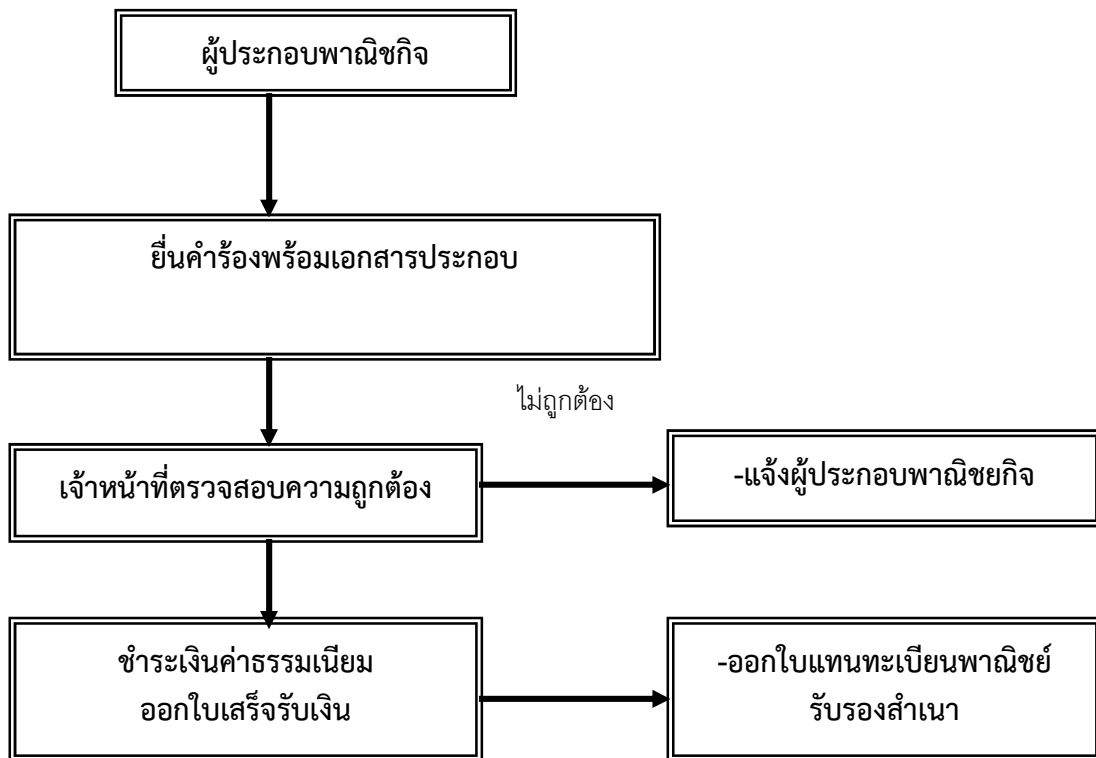 ผู้ประกอบพาณิชกิจ
ยื่นคำร้องพร้อมเอกสารประกอบ
ไม่ถูกต้อง
เจ้าหน้าที่ตรวจสอบความถูกต้อง
-แจ้งผู้ประกอบพาณิชยกิจ
ชำระเงินค่าธรรมเนียม
ออกใบเสร็จรับเงิน
-ออกใบแทนทะเบียนพาณิชย์
รับรองสำเนา